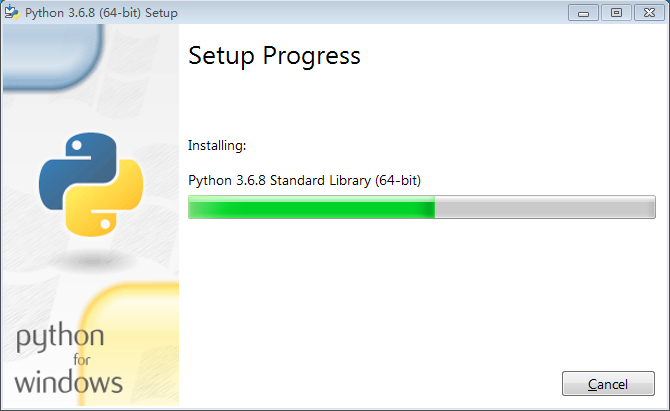 Python 3.6.8 (64-bit) Setup
Setup Progress
Installing:
Python 3.6.8 Standard Library (64-bit)
python
for
windows
Cancel